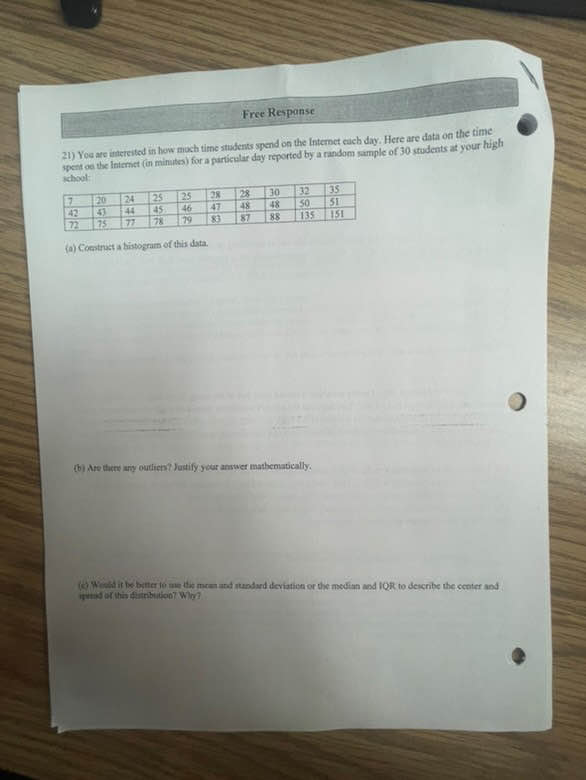 Free Response
21) You are interested in how much time students spend on the Internet each day. Here are data on the time
spent on the Internet (in minutes) for a particular day reported by a random sample of 30 students at your high
school:
7 20 24 25 25 28 28 30 32 35
42 43 44 45 46 47 48 48 50 51
72 75 77 78 79 83 87 88 135 151
(a) Construct a histogram of this data.
(b) Are there any outliers? Justify your answer mathematically.
(c) Would it be better to use the mean and standard deviation or the median and IQR to describe the center and
spread of this distribution? Why?